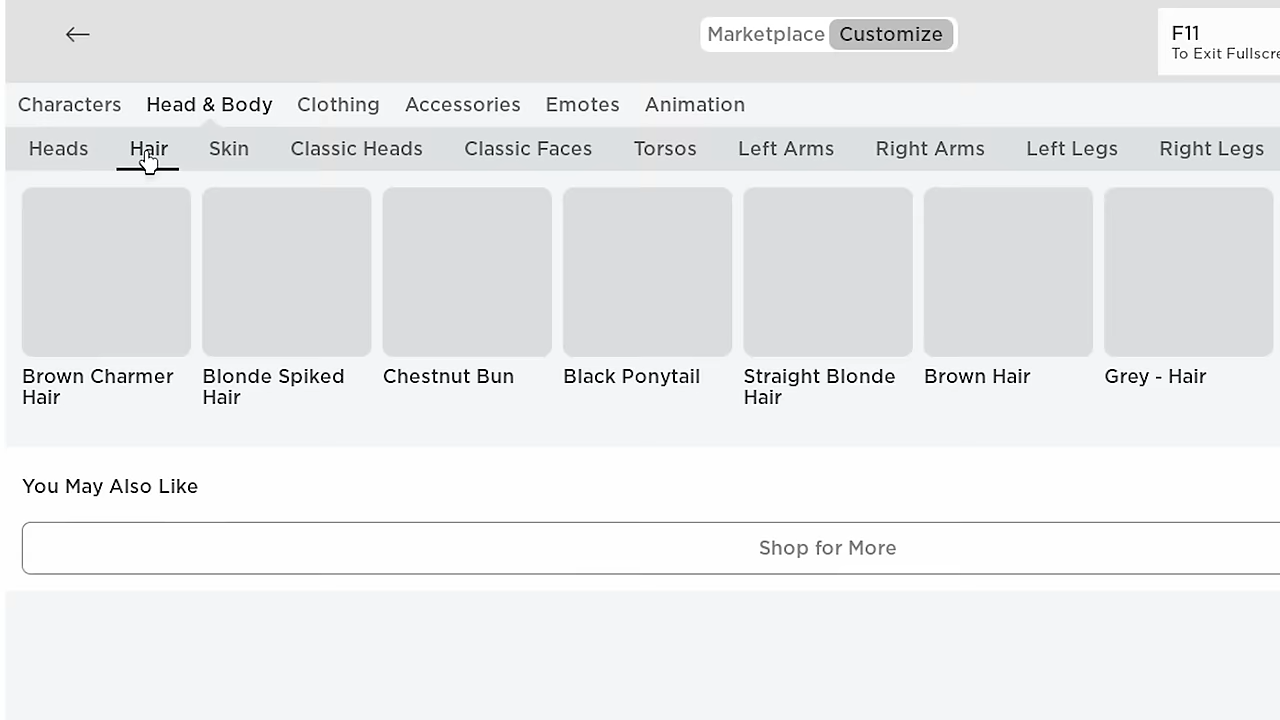 Marketplace Customize
F11
To Exit Fullscre
Characters Head & Body Clothing Accessories Emotes Animation
Heads Hair Skin Classic Heads Classic Faces Torsos Left Arms Right Arms Left Legs Right Legs
Brown Charmer Hair
Blonde Spiked Hair
Chestnut Bun
Black Ponytail
Straight Blonde Hair
Brown Hair
Grey - Hair
You May Also Like
Shop for More